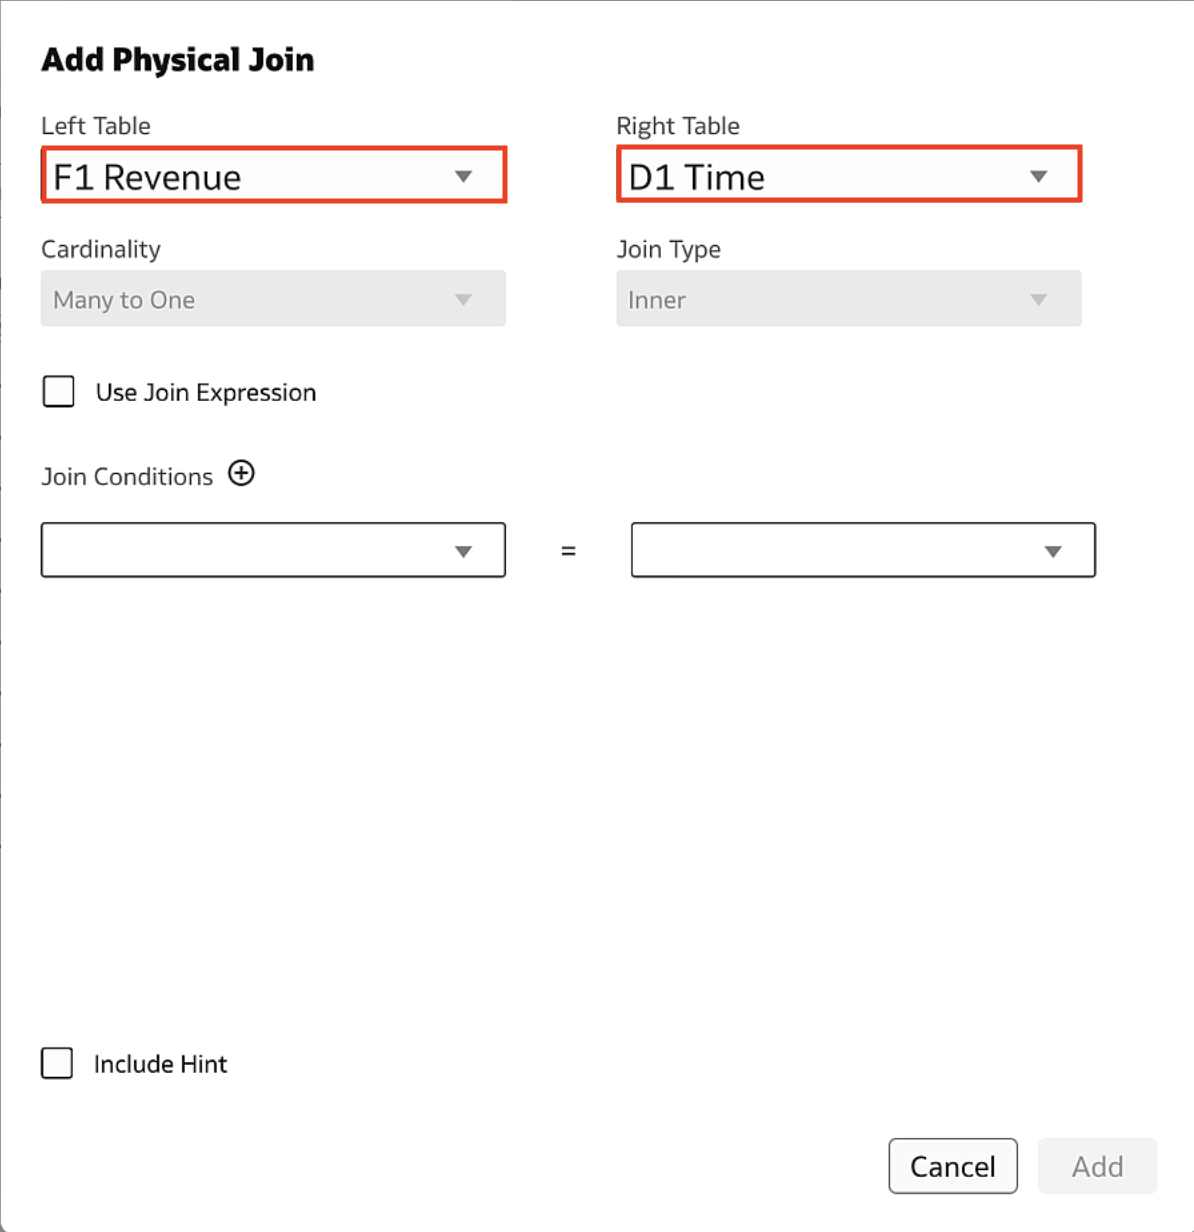 Add Physical Join
Left Table
Right Table
F1 Revenue
D1 Time
Cardinality
Join Type
Many to One
Inner
Use Join Expression
Join Conditions
=
Include Hint
Cancel
Add